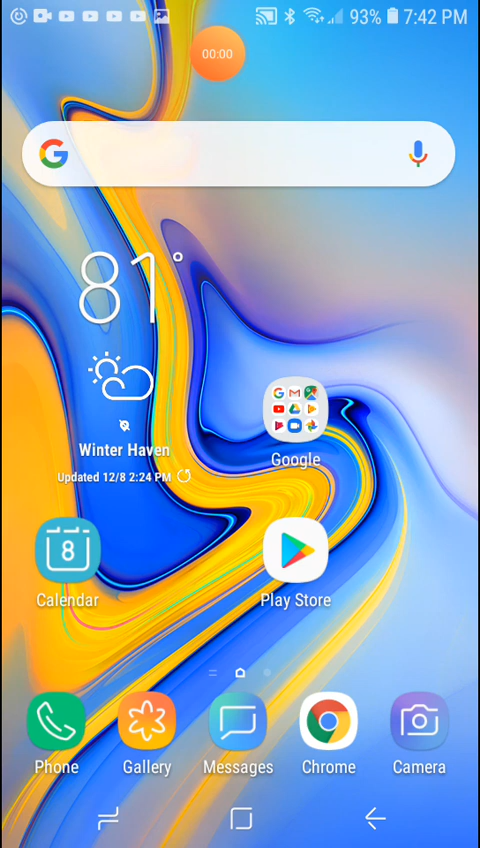 93% 7:42 PM
00:00
81°
Winter Haven
Updated 12/8 2:24 PM
Google
8
Calendar
Play Store
Phone Gallery Messages Chrome Camera